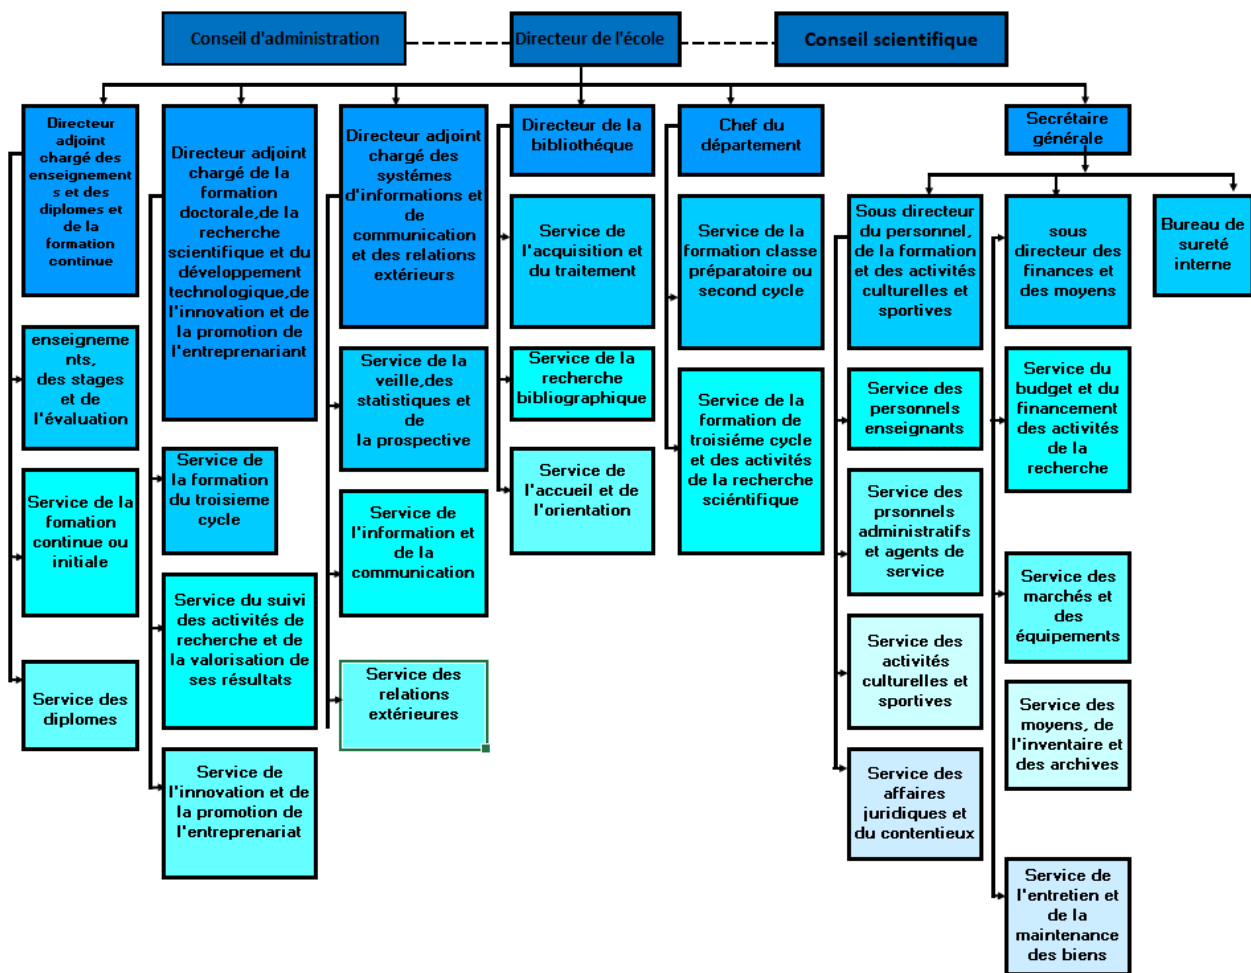 Conseil d'administration
Directeur de l'école
Conseil scientifique
Directeur
adjoint
chargé des
enseignement
s et des
diplomes et
de la
formation
continue
enseigneme
nts,
des stages
et de
l'évaluation
Service de la
fomation
continue ou
initiale
Service des
diplomes
Directeur adjoint
chargé de la
formation
doctorale,de la
recherche
scientifique et du
développement
technologique,de
l'innovation et de
la promotion de
l'entreprenariant
Service de
la formation
du troisieme
cycle
Service du suivi
des activités de
recherche et de
la valorisation de
ses résultats
Service de
l'innovation et de
la promotion de
l'entreprenariat
Directeur adjoint
chargé des
systémes
d'informations et
de
communication
et des relations
extérieurs
Service de la
veille,des
statistiques et
de
la prospective
Service de
l'information et
de la
communication
Service des
relations
extérieures
Directeur de la
bibliothéque
Service de
l'acquisition et
du traitement
Service de la
recherche
bibliographique
Service de
l'accueil et de
l'orientation
Chef du
département
Service de la
formation classe
préparatoire ou
second cycle
Service de la
formation de
troisiéme cycle
et des activités
de la recherche
sciéntifique
Secrétaire
générale
Sous directeur
du personnel,
de la formation
et des activités
culturelles et
sportives
Service des
personnels
enseignants
Service des
prsonnels
administratifs
et agents de
service
Service des
activités
culturelles et
sportives
Service des
affaires
juridiques et
du contentieux
sous
directeur des
finances et
des moyens
Service du
budget et du
financement
des activités
de la
recherche
Service des
marchés et
des
équipements
Service des
moyens, de
l'inventaire et
des archives
Service de
l'entretien et
de la
maintenance
des biens
Bureau de
sureté
interne